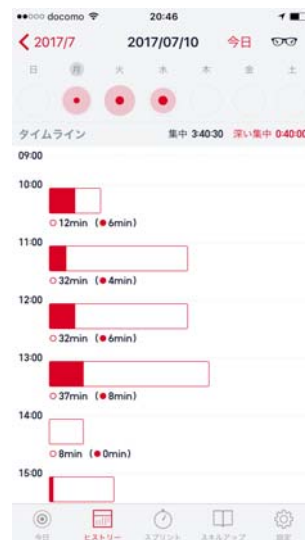 docomo 20:46
2017/7 2017/07/10 今日
日 月 火 水 木 金 土
タイムライン 集中 3:40:30 深い集中 0:40:00
09:00
10:00
12min (6min)
11:00
32min (4min)
12:00
32min (6min)
13:00
37min (8min)
14:00
8min (0min)
15:00
今日 ヒストリー スプリント スキルアップ 設定